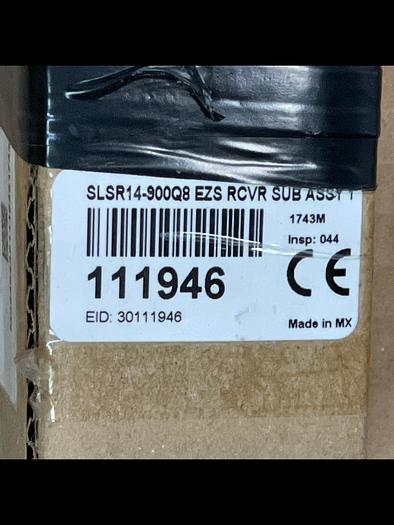 SLSR14-900Q8 EZS RCVR SUB ASSY
1743M
Insp: 044
111946
CE
EID: 30111946
Made in MX